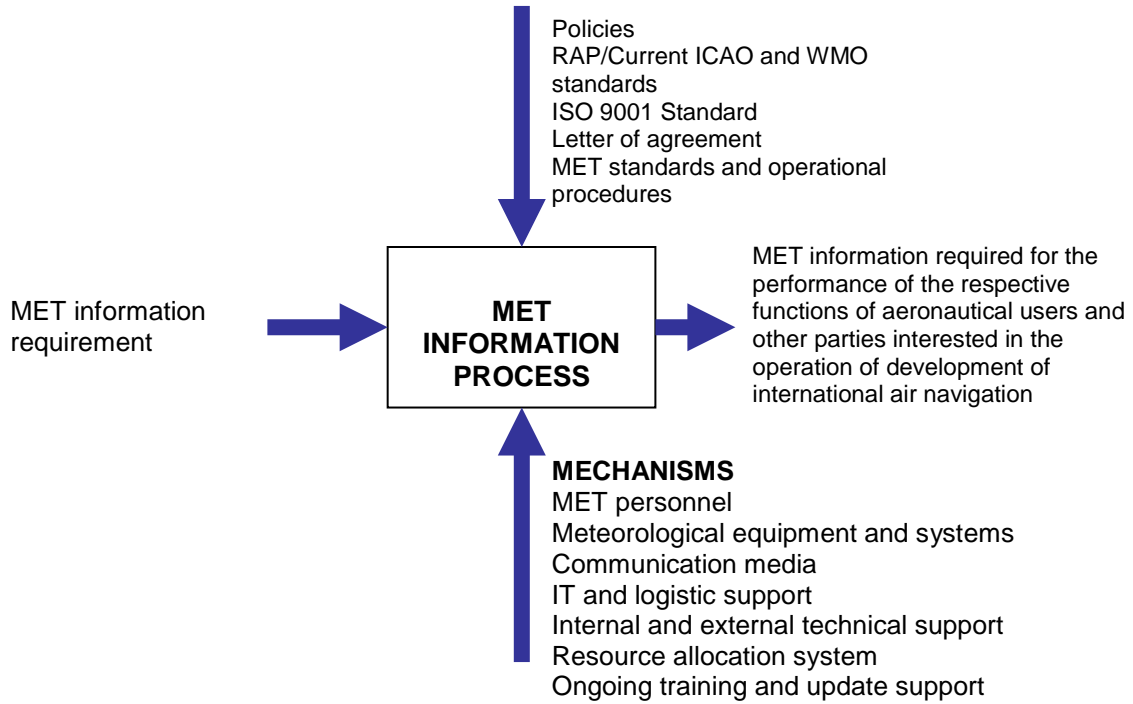 Policies
RAP/Current ICAO and WMO
standards
ISO 9001 Standard
Letter of agreement
MET standards and operational
procedures
MET information
requirement
MET
INFORMATION
PROCESS
MET information required for the
performance of the respective
functions of aeronautical users and
other parties interested in the
operation of development of
international air navigation
MECHANISMS
MET personnel
Meteorological equipment and systems
Communication media
IT and logistic support
Internal and external technical support
Resource allocation system
Ongoing training and update support